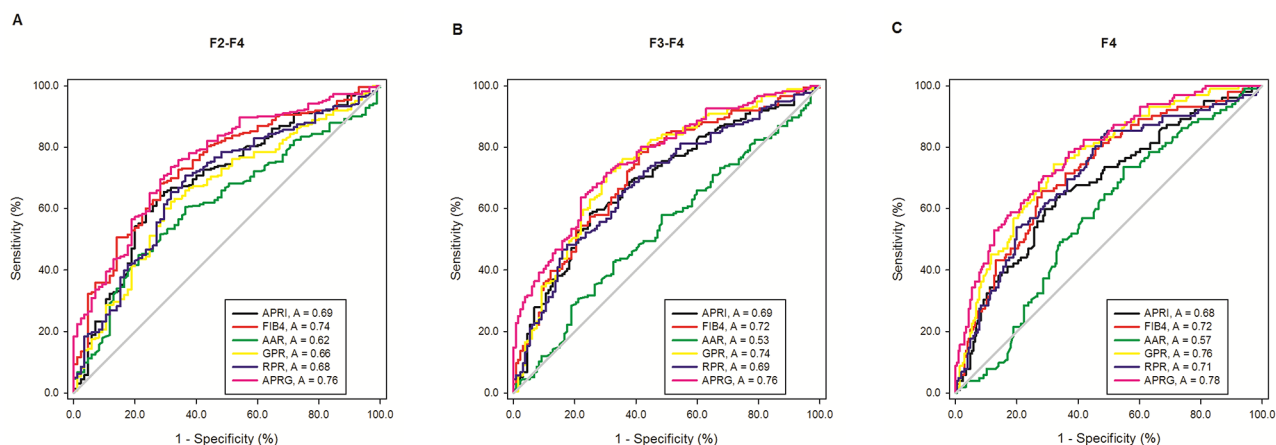 A
F2-F4
Sensitivity (%)
100.0
80.0
60.0
40.0
20.0
0.0
APRI, A = 0.69
FIB4, A = 0.74
AAR, A = 0.62
GPR, A = 0.66
RPR, A = 0.68
APRG, A = 0.76
0.0 20.0 40.0 60.0 80.0 100.0
1 - Specificity (%)
B
F3-F4
Sensitivity (%)
100.0
80.0
60.0
40.0
20.0
0.0
APRI, A = 0.69
FIB4, A = 0.72
AAR, A = 0.53
GPR, A = 0.74
RPR, A = 0.69
APRG, A = 0.76
0.0 20.0 40.0 60.0 80.0 100.0
1 - Specificity (%)
C
F4
Sensitivity (%)
100.0
80.0
60.0
40.0
20.0
0.0
APRI, A = 0.68
FIB4, A = 0.72
AAR, A = 0.57
GPR, A = 0.76
RPR, A = 0.71
APRG, A = 0.78
0.0 20.0 40.0 60.0 80.0 100.0
1 - Specificity (%)